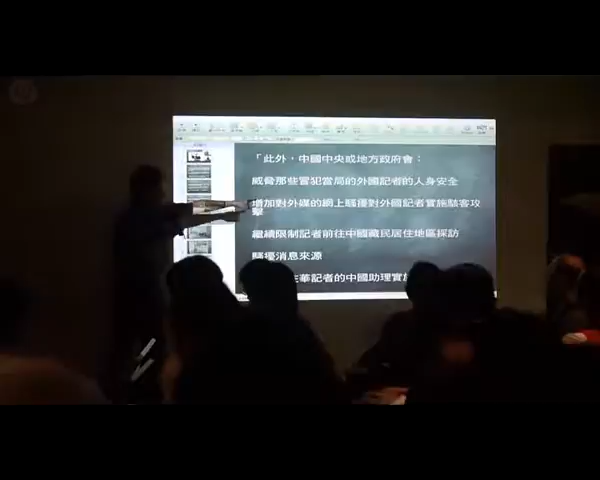 「此外,中國中央或地方政府會:
威脅那些冒犯當局的外國記者的人身安全
增加對外媒的網上騷擾對外國記者實施駭客攻
擊
繼續限制記者前往中國藏民居住地區採訪
騷擾消息來源
記者的中國助理實